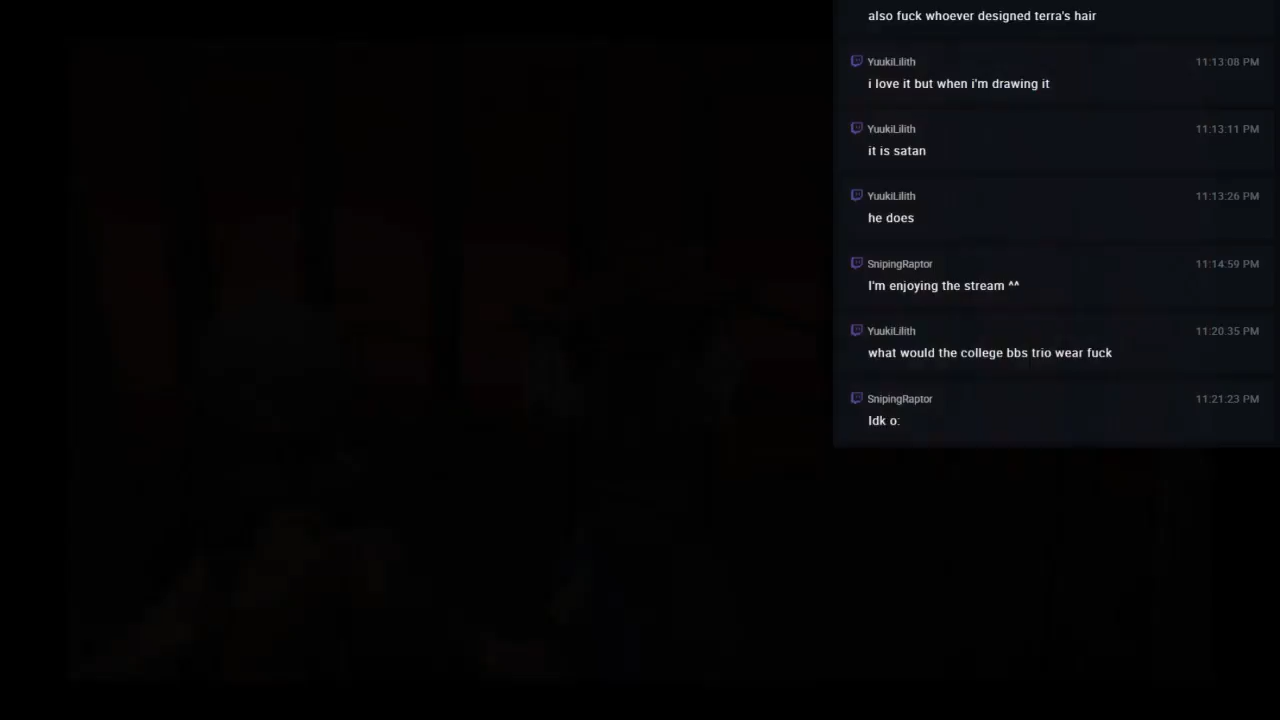 also fuck whoever designed terra's hair
YuukiLilith 11:13:08 PM
i love it but when i'm drawing it
YuukiLilith 11:13:11 PM
it is satan
YuukiLilith 11:13:26 PM
he does
SnipingRaptor 11:14:59 PM
I'm enjoying the stream ^^
YuukiLilith 11:20:35 PM
what would the college bbs trio wear fuck
SnipingRaptor 11:21:23 PM
Idk o: